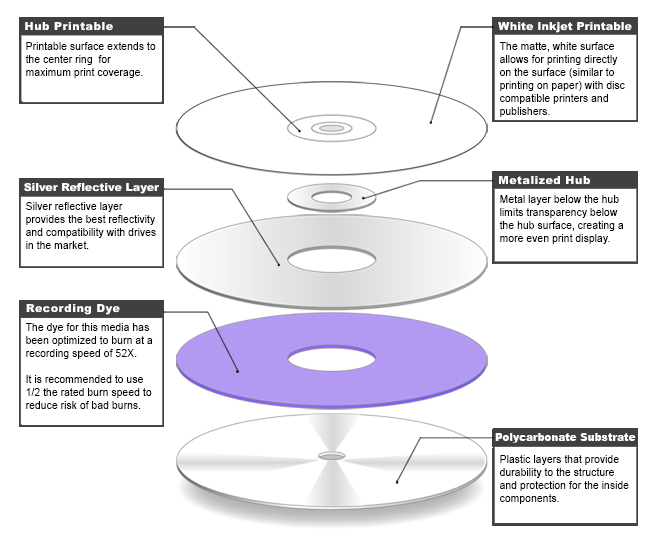 Hub Printable
Printable surface extends to
the center ring for
maximum print coverage.
White Inkjet Printable
The matte, white surface
allows for printing directly
on the surface (similar to
printing on paper) with disc
compatible printers and
publishers.
Silver Reflective Layer
Silver reflective layer
provides the best reflectivity
and compatibility with drives
in the market.
Metalized Hub
Metal layer below the hub
limits transparency below
the hub surface, creating a
more even print display.
Recording Dye
The dye for this media has
been optimized to burn at a
recording speed of 52X.
It is recommended to use
1/2 the rated burn speed to
reduce risk of bad burns.
Polycarbonate Substrate
Plastic layers that provide
durability to the structure
and protection for the inside
components.